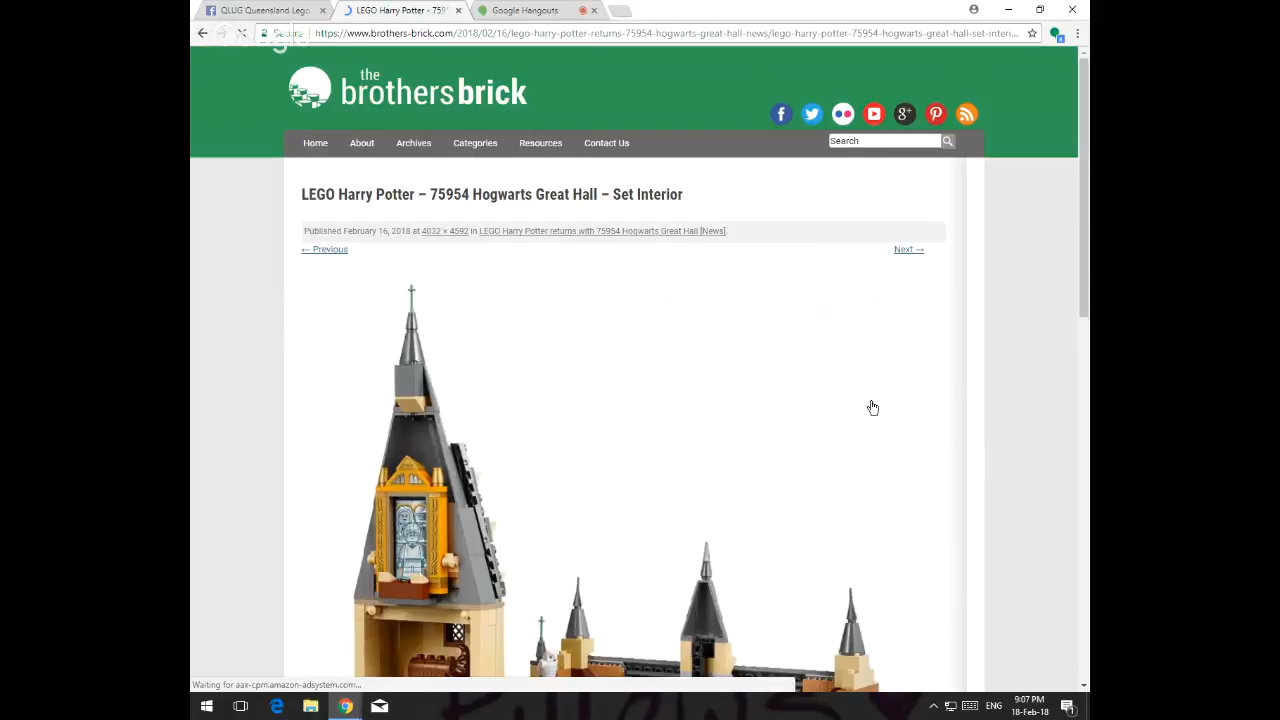 QLUG Queensland Lego
LEGO Harry Potter - 759
Google Hangouts
Secure
https://www.brothers-brick.com/2018/02/16/lego-harry-potter-returns-75954-hogwarts-great-hall-news/lego-harry-potter-75954-hogwarts-great-hall-set-interi...
the
brothersbrick
Home
About
Archives
Categories
Resources
Contact Us
Search
LEGO Harry Potter – 75954 Hogwarts Great Hall – Set Interior
Published February 16, 2018 at 4032 × 4592 in LEGO Harry Potter returns with 75954 Hogwarts Great Hall [News].
← Previous
Next →
Waiting for aax-cpm.amazon-adsystem.com...
9:07 PM
18-Feb-18